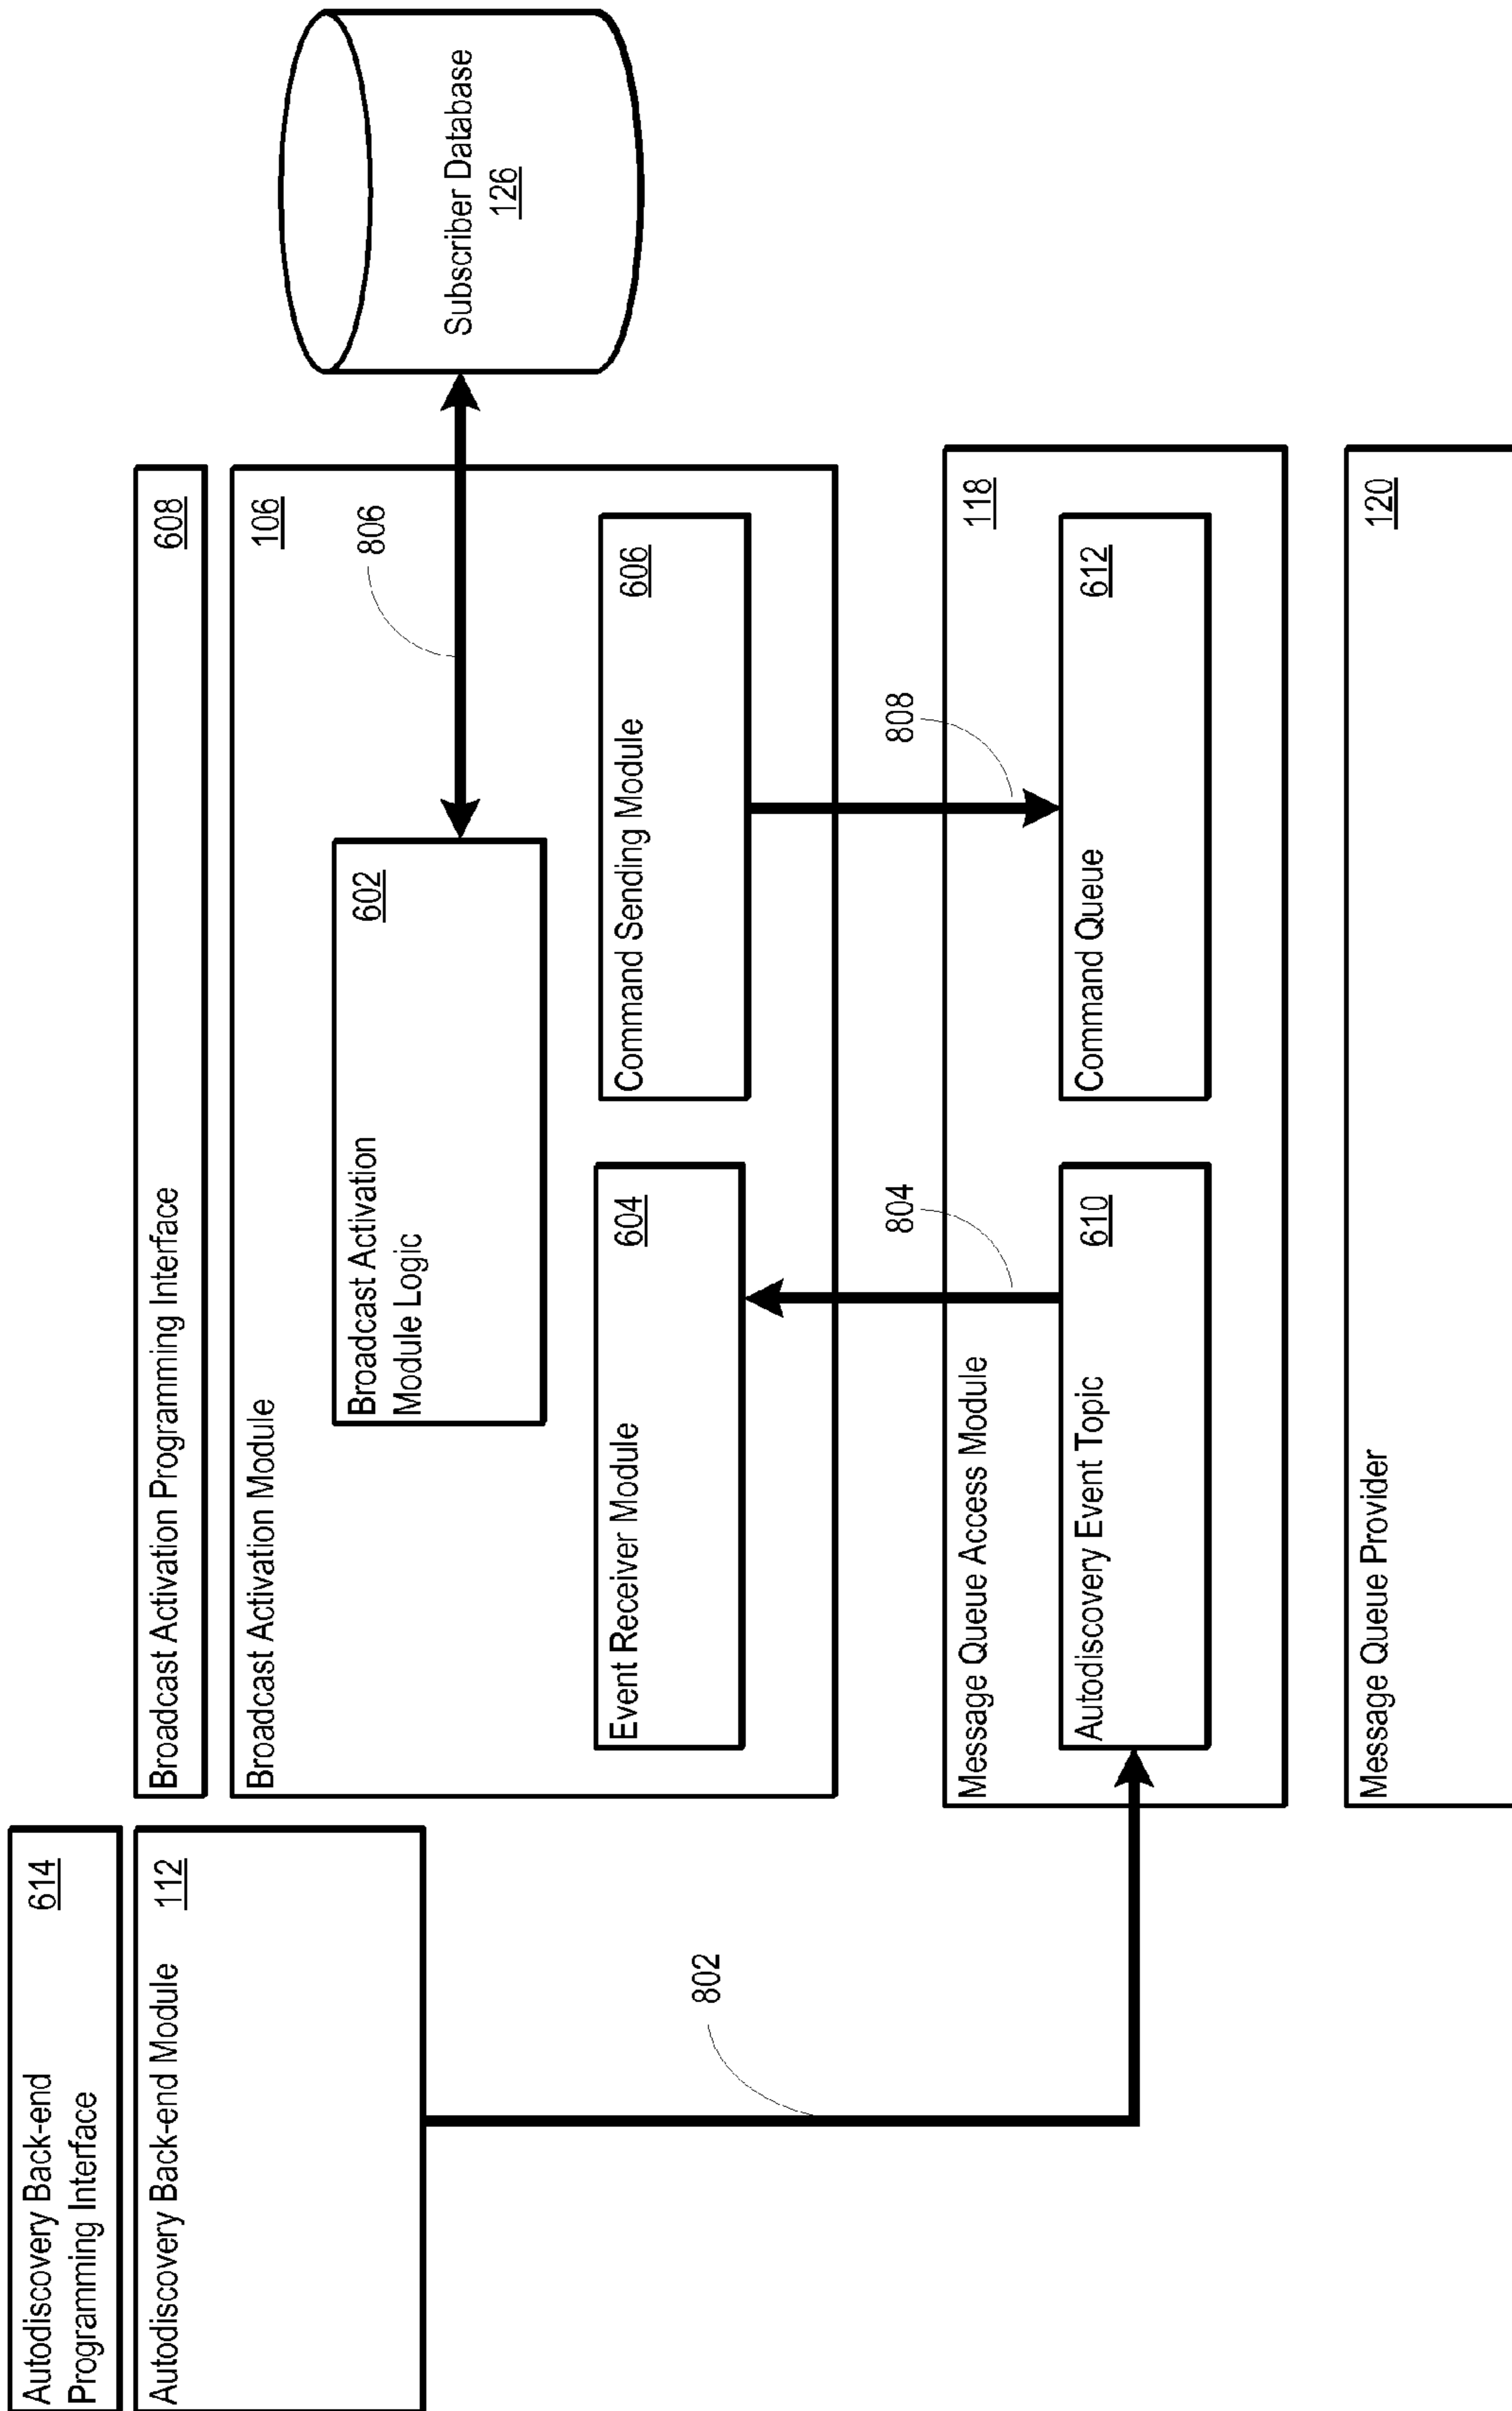 Autodiscovery Back-end
Programming Interface
614
Autodiscovery Back-end Module
112
802
Broadcast Activation Programming Interface
608
Broadcast Activation Module
106
Broadcast Activation
Module Logic
602
806
Subscriber Database
126
Event Receiver Module
604
Command Sending Module
606
804
808
Message Queue Access Module
118
Autodiscovery Event Topic
610
Command Queue
612
Message Queue Provider
120